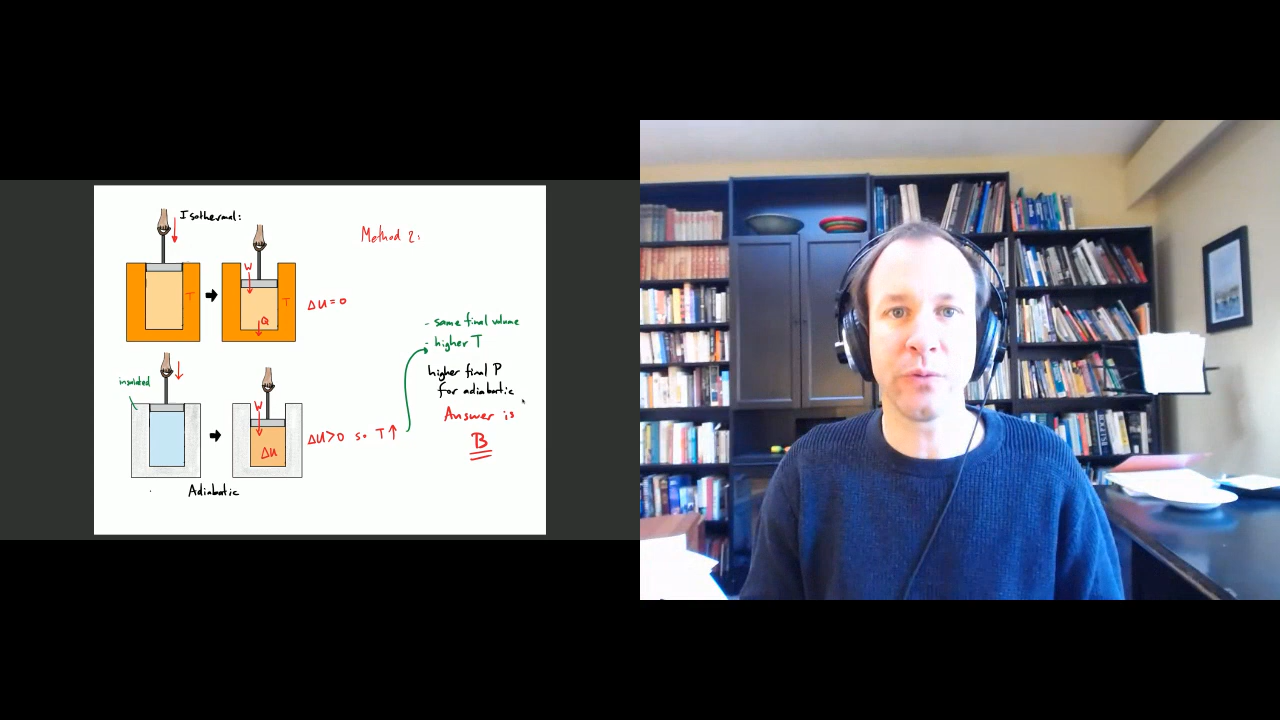 Isothermal:
Method 2:
W
T
T
Q
ΔU=0
- same final volume
- higher T
higher final P
for adiabatic
Answer is
B
insulated
W
ΔU
ΔU>0 so T↑
Adiabatic